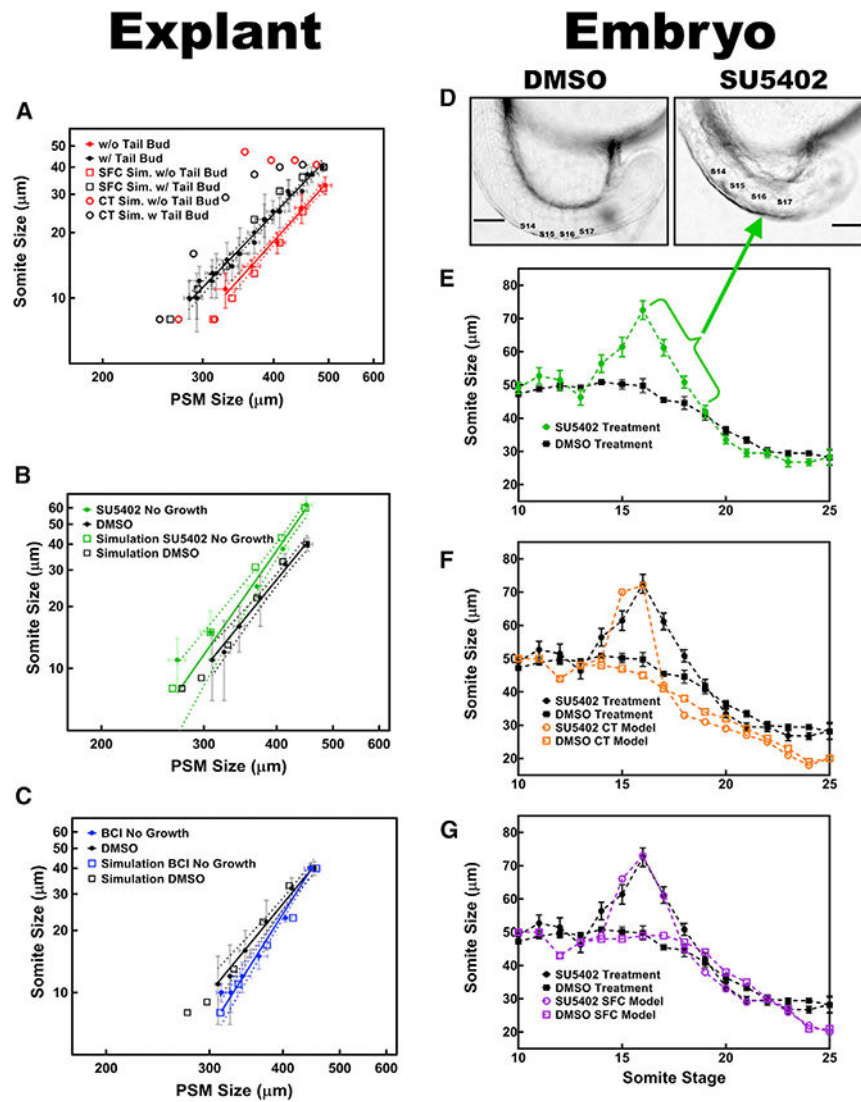 Explant
Embryo
A
Somite Size (μm)
50
40
30
20
10
w/o Tail Bud
w/ Tail Bud
SFC Sim. w/o Tail Bud
SFC Sim. w/ Tail Bud
CT Sim. w/o Tail Bud
CT Sim. w Tail Bud
200
300
400
500
600
PSM Size (μm)
B
Somite Size (μm)
60
40
30
20
10
SU5402 No Growth
DMSO
Simulation SU5402 No Growth
Simulation DMSO
200
300
400
500
600
PSM Size (μm)
C
Somite Size (μm)
60
40
30
20
10
BCI No Growth
DMSO
Simulation BCI No Growth
Simulation DMSO
200
300
400
500
600
PSM Size (μm)
D
DMSO
SU5402
S14
S15
S16
S17
S14
S15
S16
S17
E
Somite Size (μm)
80
70
60
50
40
30
20
SU5402 Treatment
DMSO Treatment
10
15
20
25
F
Somite Size (μm)
80
70
60
50
40
30
20
SU5402 Treatment
DMSO Treatment
SU5402 CT Model
DMSO CT Model
10
15
20
25
G
Somite Size (μm)
80
70
60
50
40
30
20
SU5402 Treatment
DMSO Treatment
SU5402 SFC Model
DMSO SFC Model
10
15
20
25
Somite Stage